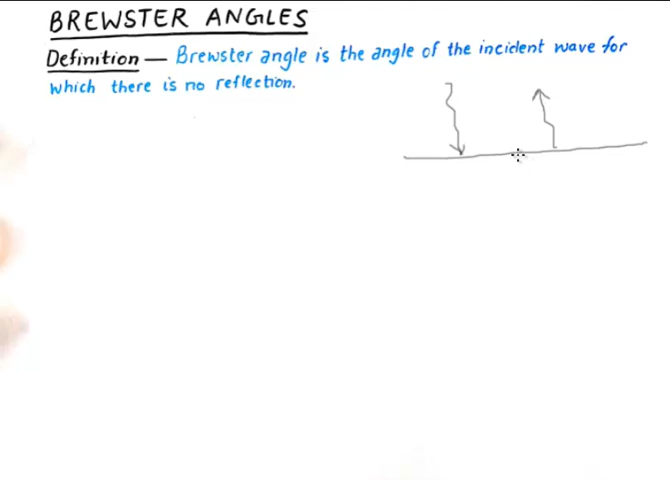 BREWSTER ANGLES
Definition — Brewster angle is the angle of the incident wave for
which there is no reflection.